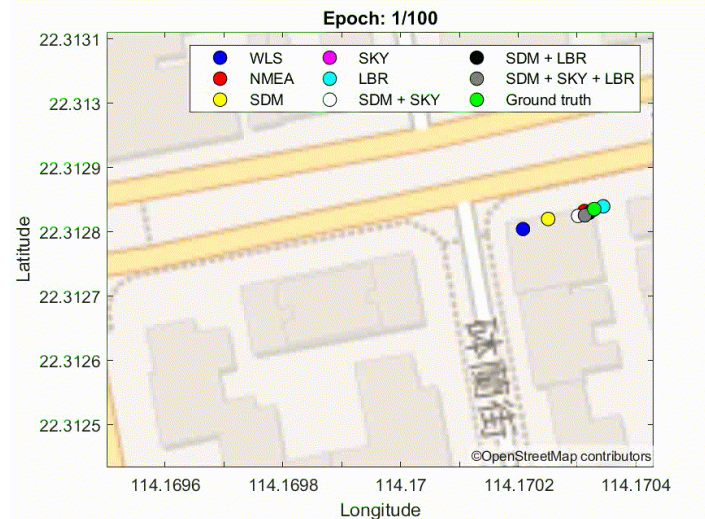 Epoch: 1/100
22.3131
22.313
22.3129
22.3128
22.3127
22.3126
22.3125
Latitude
WLS
NMEA
SDM
SKY
LBR
SDM + SKY
SDM + LBR
SDM + SKY + LBR
Ground truth
砵蘭街
©OpenStreetMap contributors
114.1696
114.1698
114.17
114.1702
114.1704
Longitude